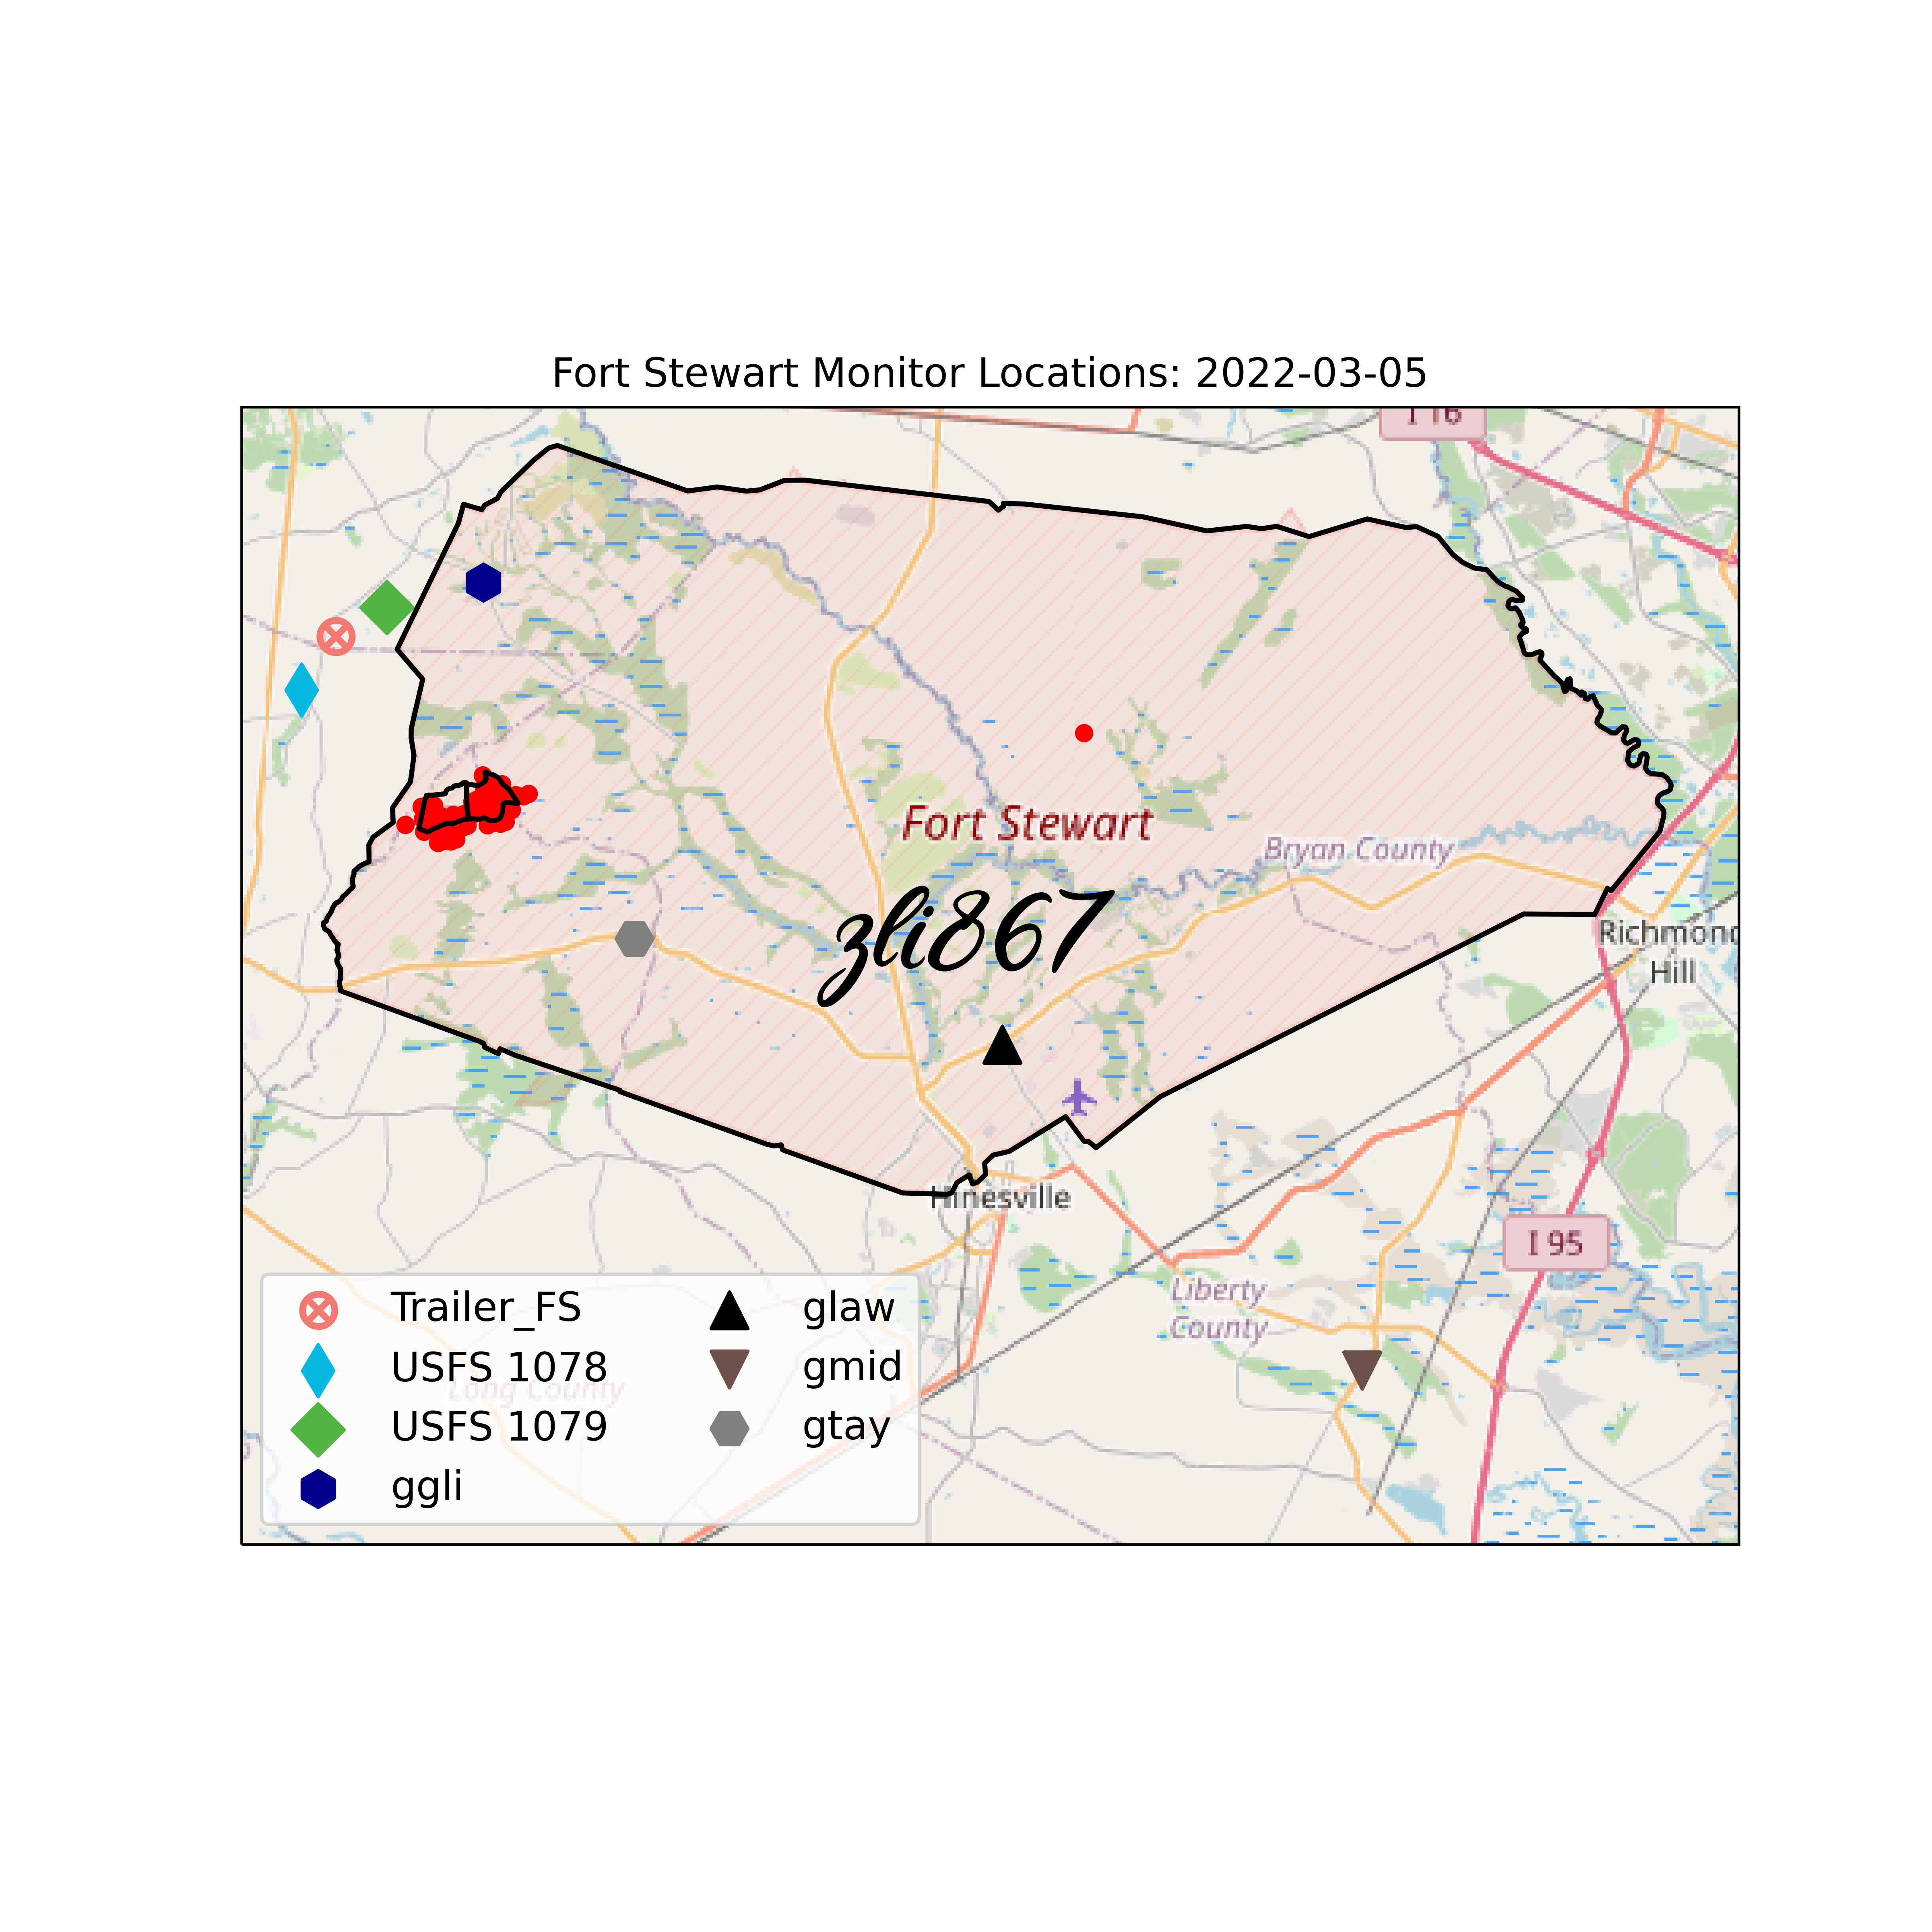 Fort Stewart Monitor Locations: 2022-03-05
I 16
Fort Stewart
Bryan County
zli867
Richmond
Hill
Hinesville
I 95
Liberty
County
Long County
Trailer_FS
USFS 1078
USFS 1079
ggli
glaw
gmid
gtay